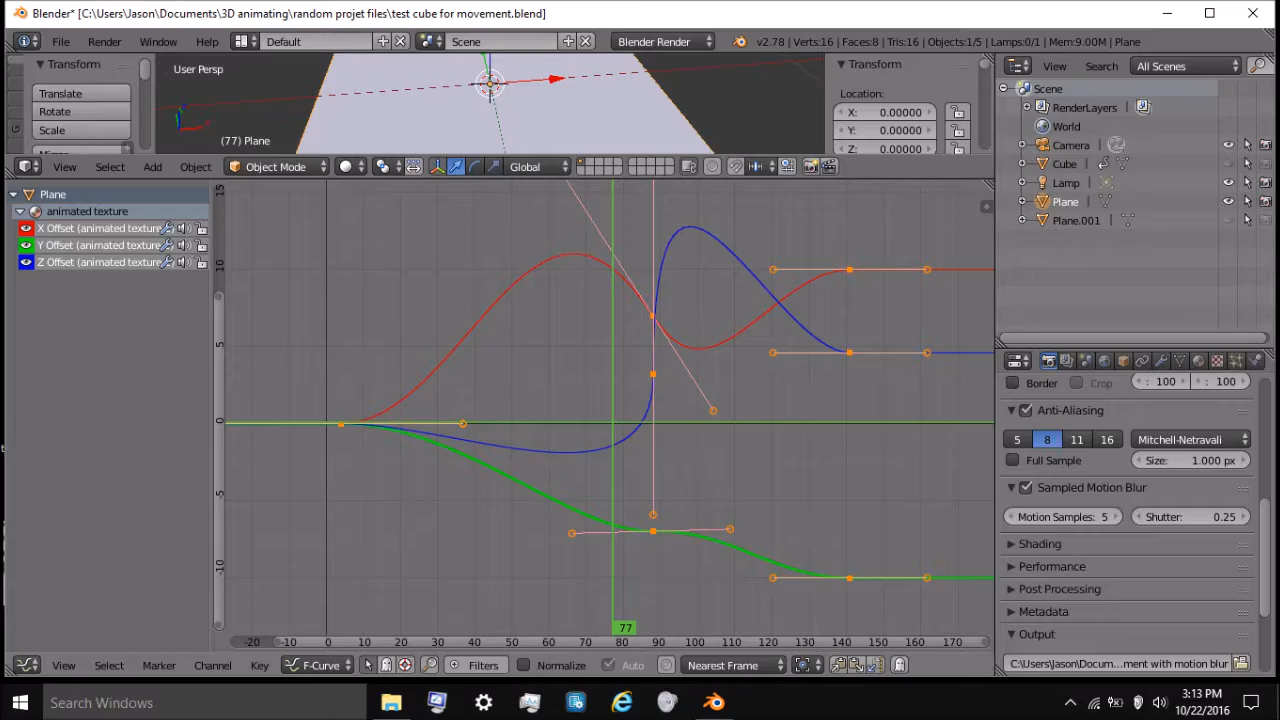 Blender* [C:\Users\Jason\Documents\3D animating\random projet files\test cube for movement.blend]
File Render Window Help Default Scene Blender Render v2.78 | Verts:16 | Faces:8 | Tris:16 | Objects:1/5 | Lamps:0/1 | Mem:9.00M | Plane
Transform
Translate
Rotate
Scale
Mirror
User Persp
(77) Plane
Transform
Location:
X: 0.00000
Y: 0.00000
Z: 0.00000
View Search All Scenes
Scene
RenderLayers
World
Camera
Cube
Lamp
Plane
Plane.001
View Select Add Object Object Mode Global
Plane
animated texture
X Offset (animated texture
Y Offset (animated texture
Z Offset (animated texture
15
10
5
0
-5
-10
77
-20 -10 0 10 20 30 40 50 60 70 80 90 100 110 120 130 140 150 160 170
View Select Marker Channel Key F-Curve Filters Normalize Auto Nearest Frame
Border Crop : 100 : 100
Anti-Aliasing
5 8 11 16 Mitchell-Netravali
Full Sample Size: 1.000 px
Sampled Motion Blur
Motion Samples: 5 Shutter: 0.25
Shading
Performance
Post Processing
Metadata
Output
C:\Users\Jason\Docum...ment with motion blur
Search Windows
3:13 PM
10/22/2016